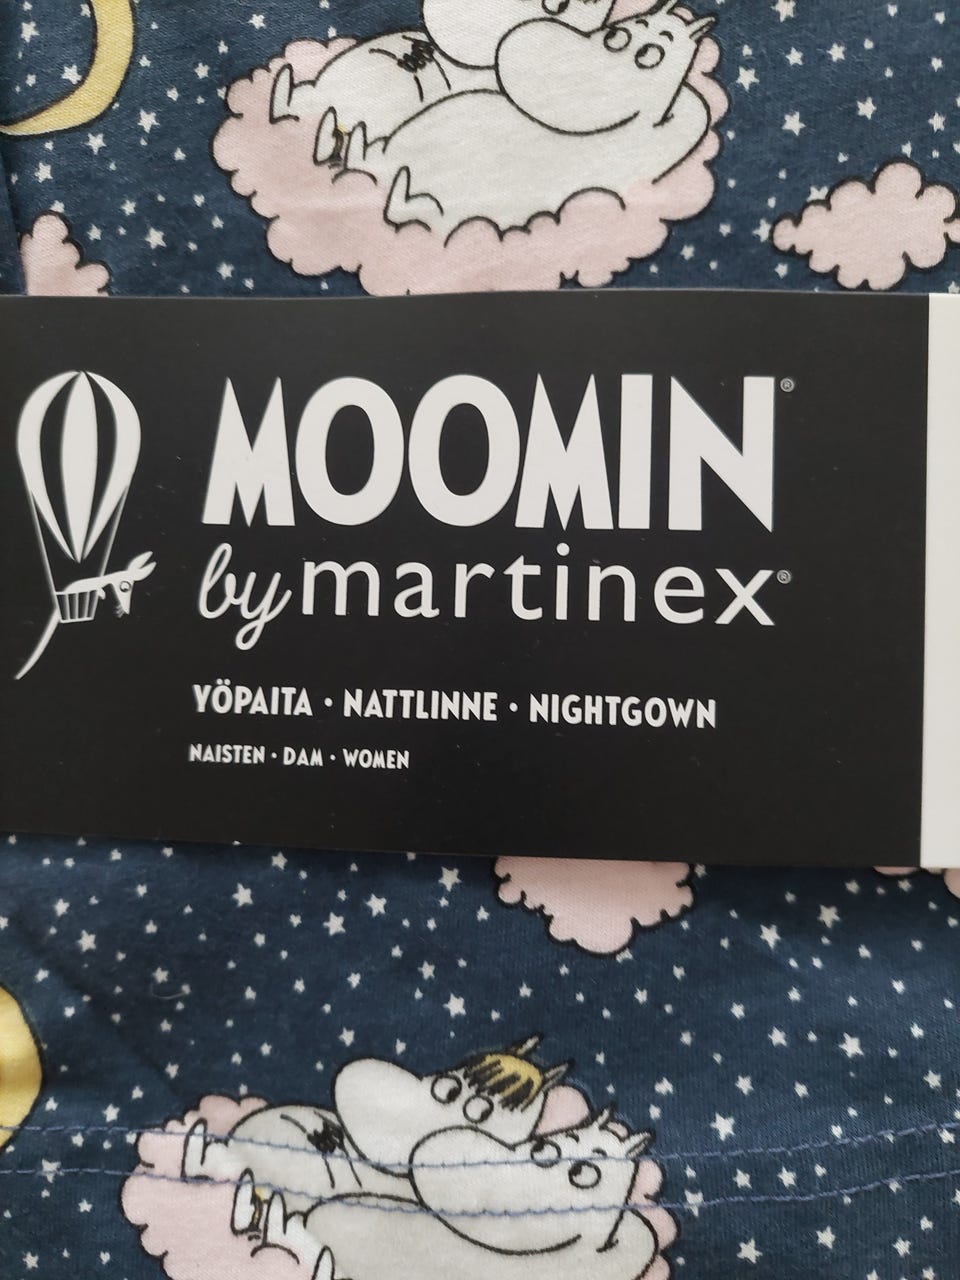 MOOMIN®
by martinex®
YÖPAITA • NATTLINNE • NIGHTGOWN
NAISTEN • DAM • WOMEN